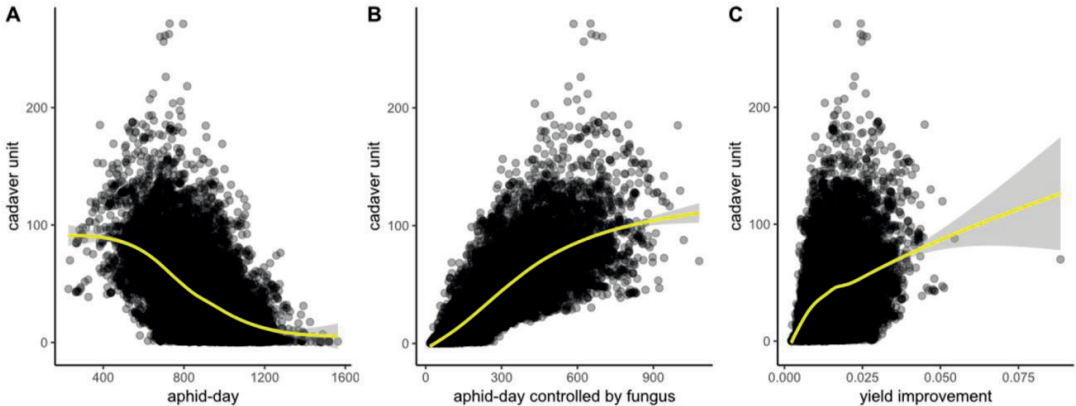 A
B
C
cadaver unit
200
100
0
400
800
1200
1600
aphid-day
cadaver unit
200
100
0
0
300
600
900
aphid-day controlled by fungus
cadaver unit
200
100
0
0.000
0.025
0.050
0.075
yield improvement